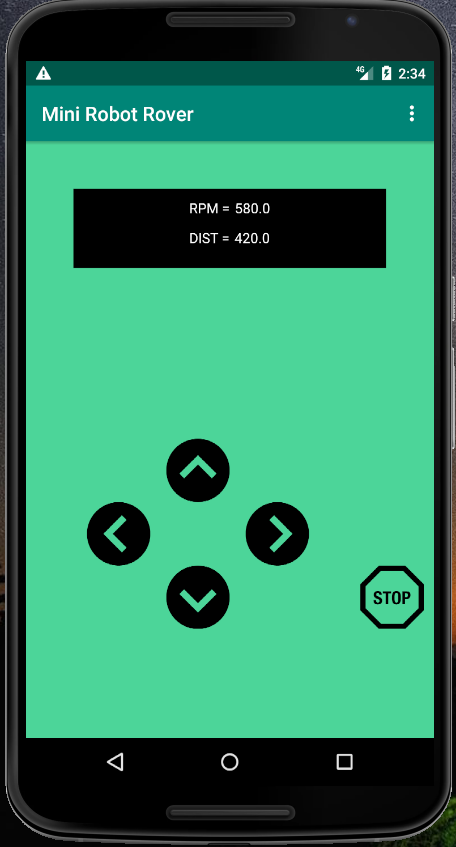 4G 2:34
Mini Robot Rover
RPM = 580.0
DIST = 420.0
STOP